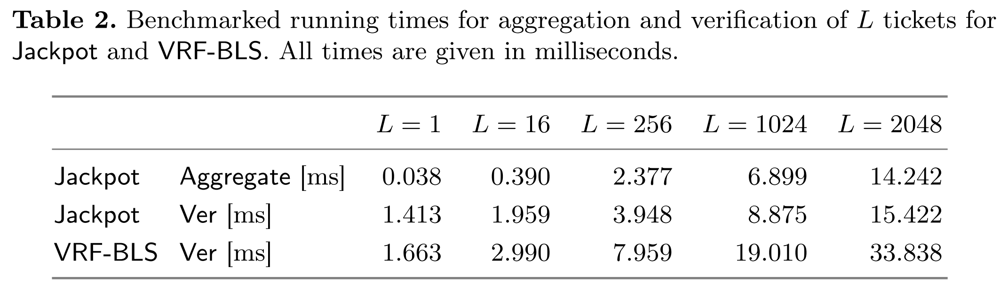 Table 2. Benchmarked running times for aggregation and verification of L tickets for
Jackpot and VRF-BLS. All times are given in milliseconds.
L = 1 L = 16 L = 256 L = 1024 L = 2048
Jackpot Aggregate [ms] 0.038 0.390 2.377 6.899 14.242
Jackpot Ver [ms] 1.413 1.959 3.948 8.875 15.422
VRF-BLS Ver [ms] 1.663 2.990 7.959 19.010 33.838